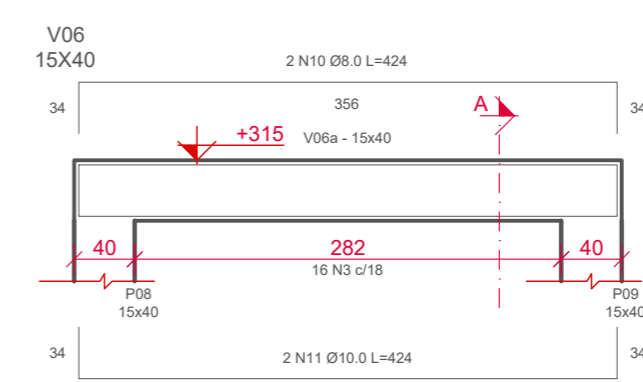 V06
15X40
2 N10 Ø8.0 L=424
34
356
34
A
+315
V06a - 15x40
40
282
40
16 N3 c/18
P08
15x40
P09
15x40
34
2 N11 Ø10.0 L=424
34